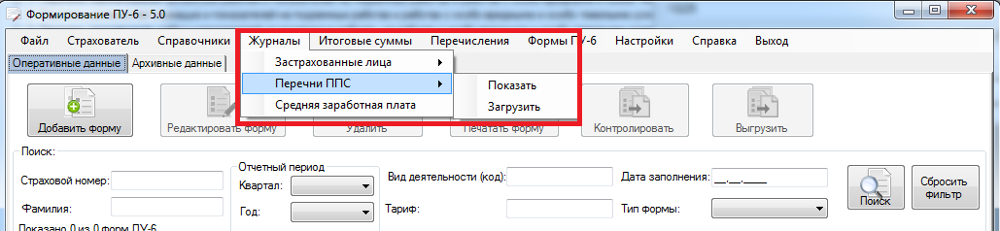 Формирование ПУ-6 - 5.0
Файл Страхователь Справочники Журналы Итоговые суммы Перечисления Формы ПУ-6 Настройки Справка Выход
Оперативные данные Архивные данные
Застрахованные лица
Перечни ППС
Средняя заработная плата
Показать
Загрузить
Добавить форму Редактировать форму Удалить Печатать форму Контролировать Выгрузить
Поиск:
Страховой номер:
Фамилия:
Отчетный период
Квартал:
Год:
Вид деятельности (код):
Тариф:
Дата заполнения: __.__.____
Тип формы:
Поиск
Сбросить
фильтр
Показано 0 из 0 форм ПУ-6